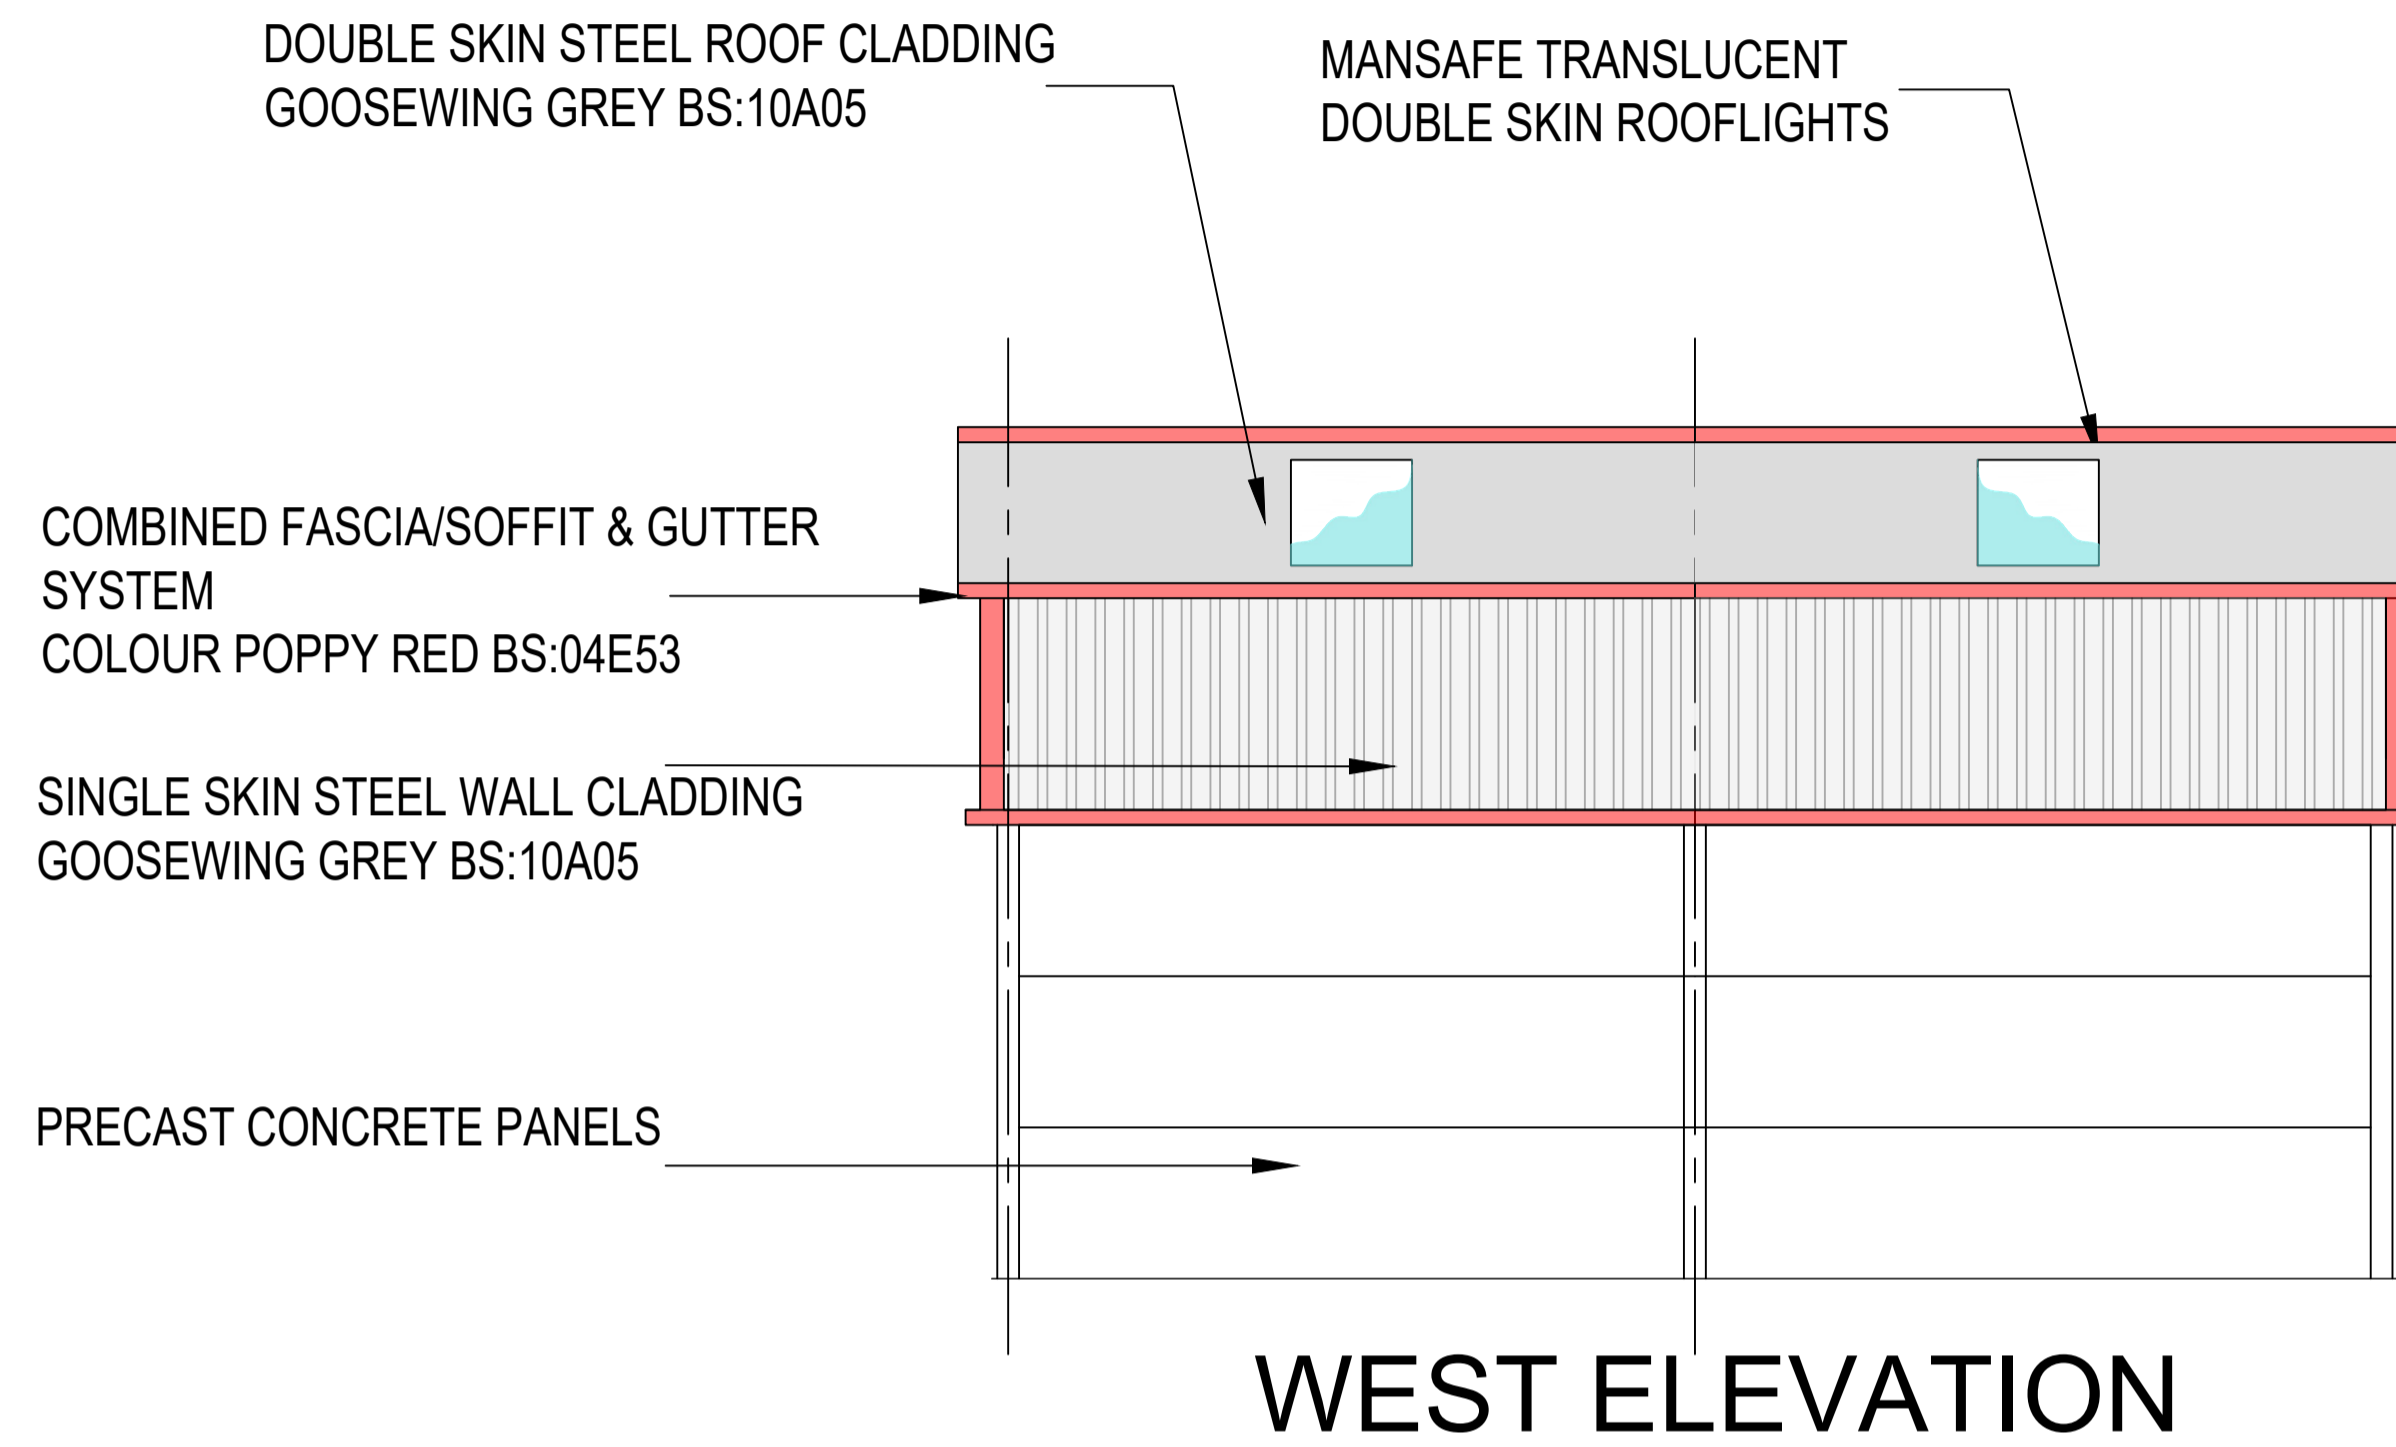 DOUBLE SKIN STEEL ROOF CLADDING
GOOSEWING GREY BS:10A05
MANSAFE TRANSLUCENT
DOUBLE SKIN ROOFLIGHTS
COMBINED FASCIA/SOFFIT & GUTTER
SYSTEM
COLOUR POPPY RED BS:04E53
SINGLE SKIN STEEL WALL CLADDING
GOOSEWING GREY BS:10A05
PRECAST CONCRETE PANELS
WEST ELEVATION